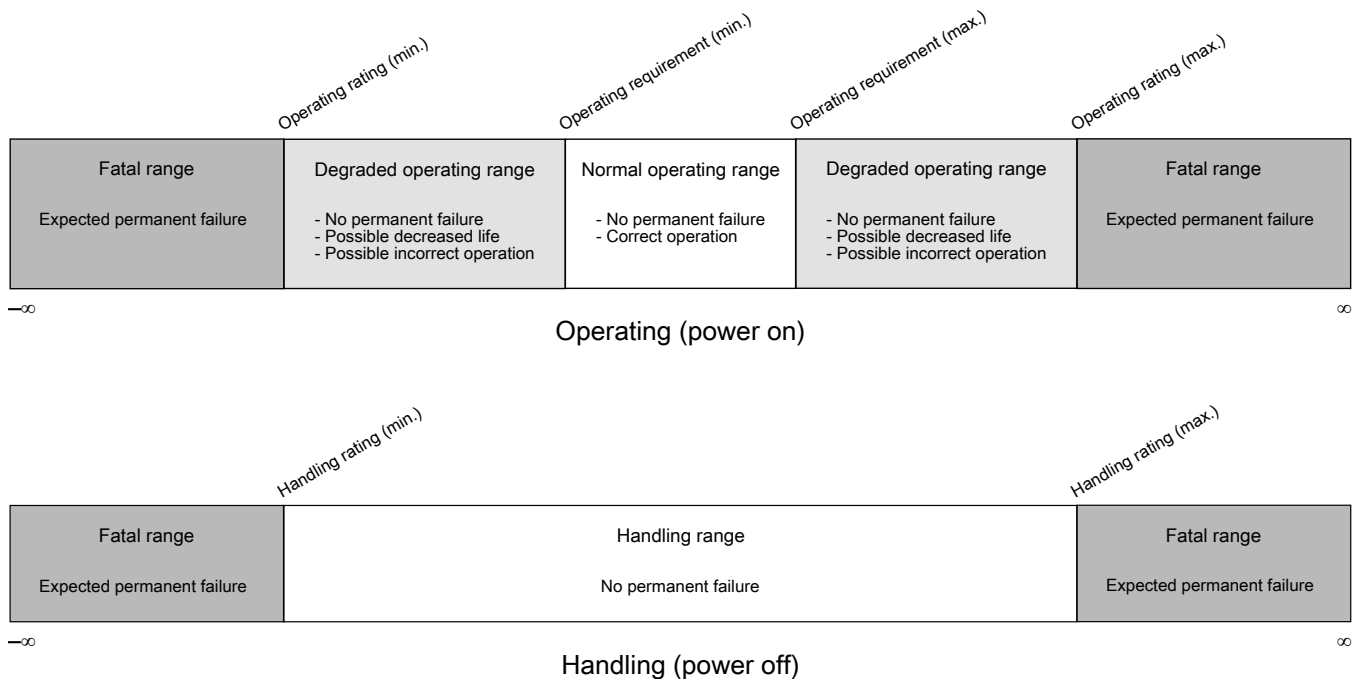 Operating rating (min.)
Operating requirement (min.)
Operating requirement (max.)
Operating rating (max.)
Fatal range
Expected permanent failure
Degraded operating range
- No permanent failure
- Possible decreased life
- Possible incorrect operation
Normal operating range
- No permanent failure
- Correct operation
Degraded operating range
- No permanent failure
- Possible decreased life
- Possible incorrect operation
Fatal range
Expected permanent failure
–∞
∞
Operating (power on)
Handling rating (min.)
Handling rating (max.)
Fatal range
Expected permanent failure
Handling range
No permanent failure
Fatal range
Expected permanent failure
–∞
∞
Handling (power off)